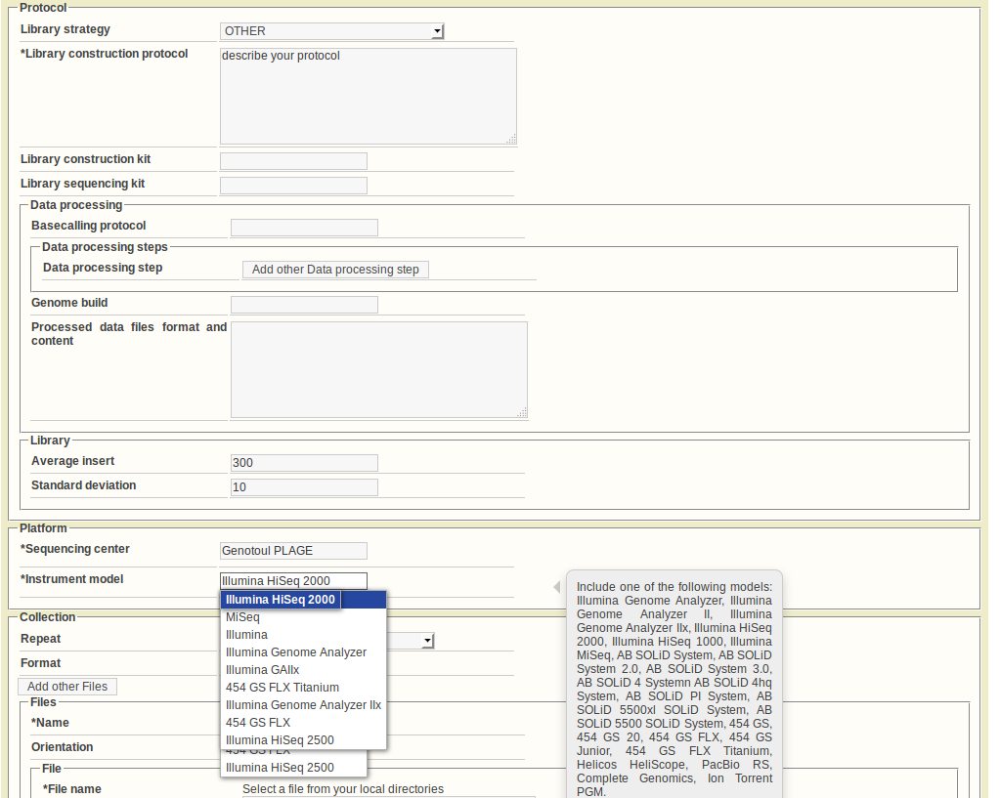 Protocol
Library strategy OTHER
*Library construction protocol describe your protocol
Library construction kit
Library sequencing kit
Data processing
Basecalling protocol
Data processing steps
Data processing step Add other Data processing step
Genome build
Processed data files format and
content
Library
Average insert 300
Standard deviation 10
Platform
*Sequencing center Genotoul PLAGE
*Instrument model Illumina HiSeq 2000
Illumina HiSeq 2000
MiSeq
Illumina
Illumina Genome Analyzer
Illumina GAIIx
454 GS FLX Titanium
Illumina Genome Analyzer IIx
454 GS FLX
Illumina HiSeq 2500
454 GS FLX
Illumina HiSeq 2500
Include one of the following models:
Illumina Genome Analyzer, Illumina
Genome Analyzer II, Illumina
Genome Analyzer IIx, Illumina HiSeq
2000, Illumina HiSeq 1000, Illumina
MiSeq, AB SOLiD System, AB SOLiD
System 2.0, AB SOLiD System 3.0,
AB SOLiD 4 Systemn AB SOLiD 4hq
System, AB SOLiD PI System, AB
SOLiD 5500xl SOLiD System, AB
SOLiD 5500 SOLiD System, 454 GS,
454 GS 20, 454 GS FLX, 454 GS
Junior, 454 GS FLX Titanium,
Helicos HeliScope, PacBio RS,
Complete Genomics, Ion Torrent
PGM.
Collection
Repeat
Format
Add other Files
Files
*Name
Orientation
File
*File name Select a file from your local directories